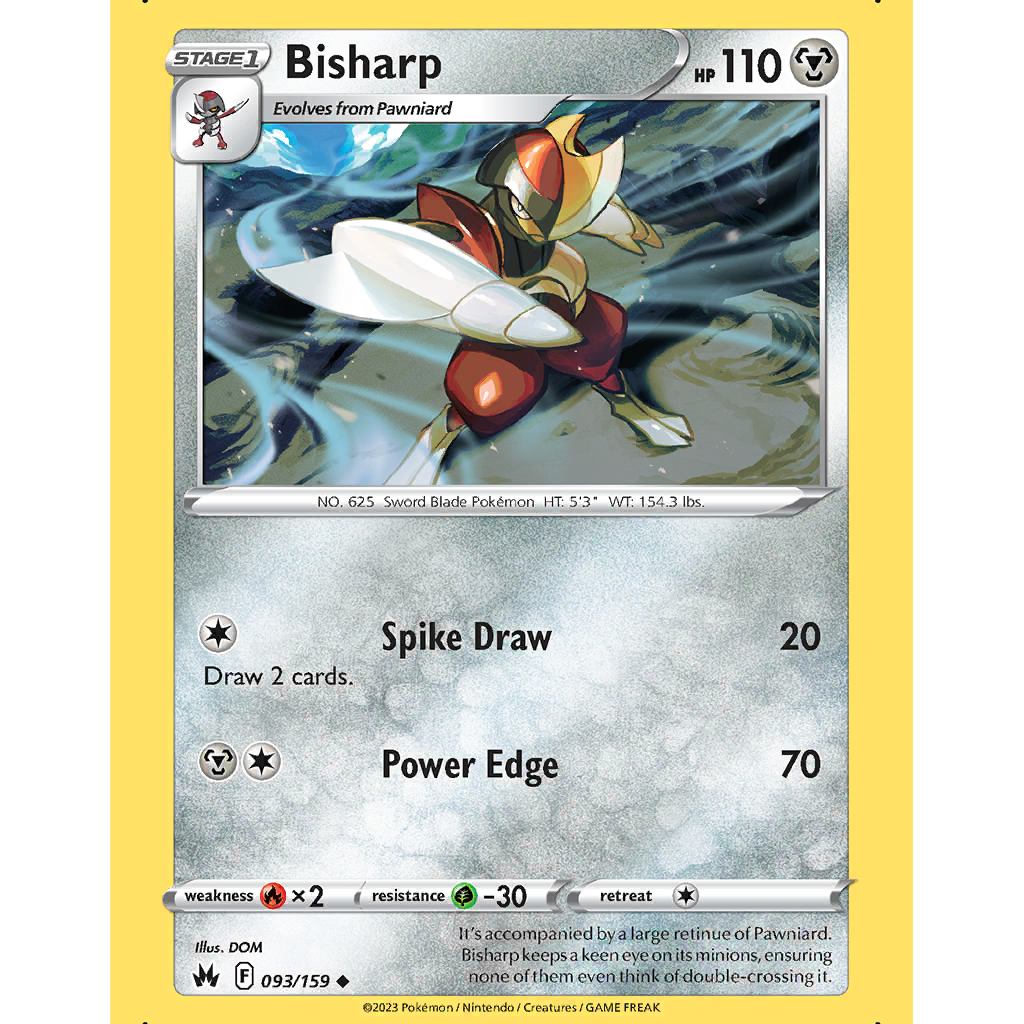 STAGE 1
Bisharp
HP 110
Evolves from Pawniard
NO. 625 Sword Blade Pokémon HT: 5'3" WT: 154.3 lbs.
Spike Draw 20
Draw 2 cards.
Power Edge 70
weakness ×2 resistance -30 retreat
Illus. DOM
It's accompanied by a large retinue of Pawniard.
Bisharp keeps a keen eye on its minions, ensuring
none of them even think of double-crossing it.
F 093/159
©2023 Pokémon / Nintendo / Creatures / GAME FREAK